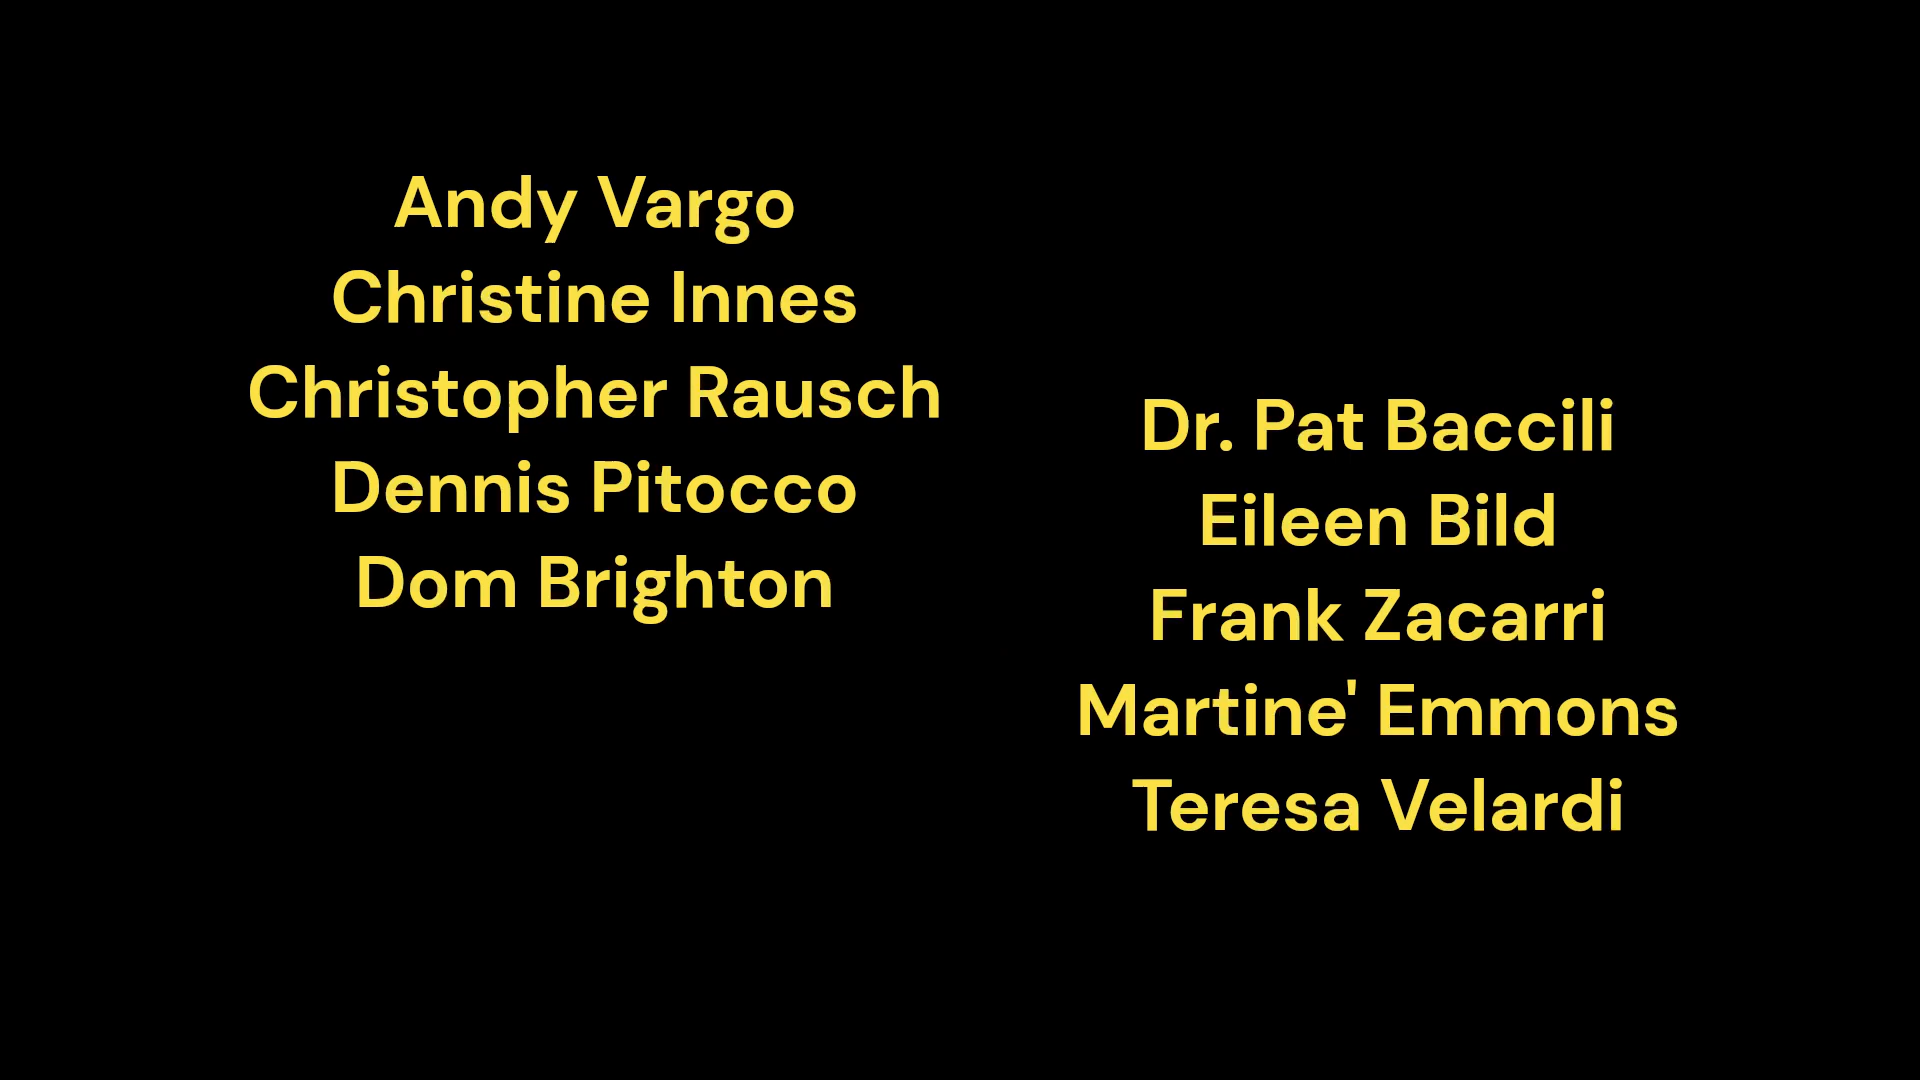 Andy Vargo
Christine Innes
Christopher Rausch
Dennis Pitocco
Dom Brighton
Dr. Pat Baccili
Eileen Bild
Frank Zacarri
Martine' Emmons
Teresa Velardi